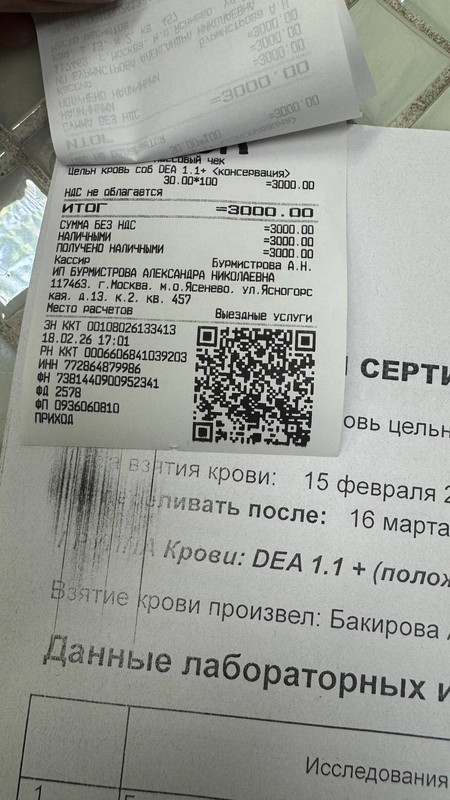 КАССОВЫЙ ЧЕК
Цельн кровь соб DEA 1.1+ <консервация>
30.00*100 =3000.00
НДС не облагается
ИТОГ =3000.00
СУММА БЕЗ НДС =3000.00
НАЛИЧНЫМИ =3000.00
ПОЛУЧЕНО НАЛИЧНЫМИ =3000.00
Кассир Бурмистрова А.Н.
ИП БУРМИСТРОВА АЛЕКСАНДРА НИКОЛАЕВНА
117463. г.Москва. м.о.Ясенево. ул.Ясногорс
кая. д.13. к.2. кв. 457
Место расчетов Выездные услуги
ЗН ККТ 00108026133413
18.02.26 17:01
РН ККТ 0006606841039203
ИНН 772864879986
ФН 7381440900952341
ФД 2578
ФП 0936060810
ПРИХОД
СЕРТИ
овь цельн
взятия крови: 15 февраля 2
ливать после: 16 марта
Крови: DEA 1.1 + (полож
Взятие крови произвел: Бакирова
Данные лабораторных и
Исследования
1